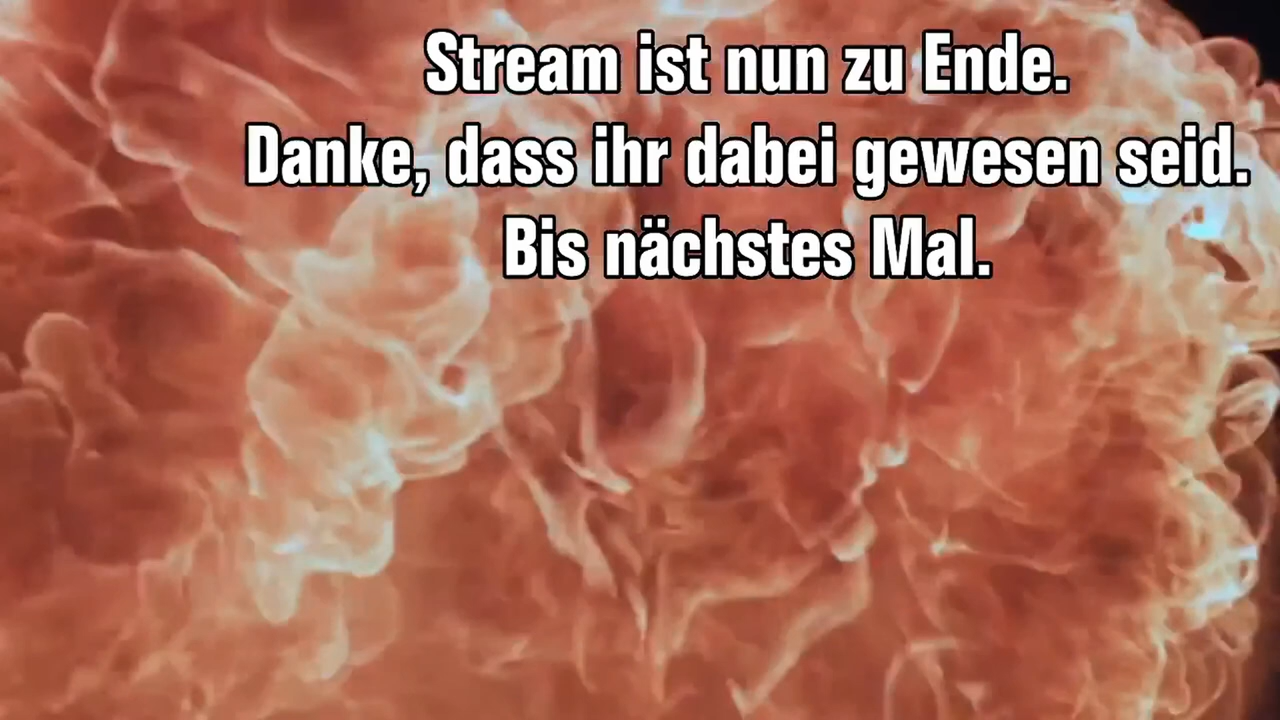 Stream ist nun zu Ende.
Danke, dass ihr dabei gewesen seid.
Bis nächstes Mal.